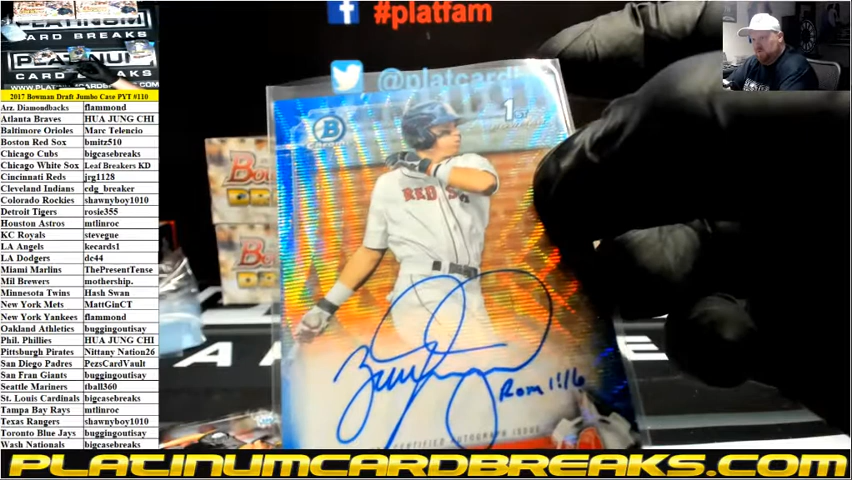 #platfam
@platcardb
PLATINUM
CARD BREAKS
2017 Bowman Draft Jumbo Case PYT #110
Arz. Diamondbacks flammond
Atlanta Braves HUA JUNG CHI
Baltimore Orioles Marc Telencio
Boston Red Sox bmitz510
Chicago Cubs bigcasebreaks
Chicago White Sox Leaf Breakers KD
Cincinnati Reds jrg1128
Cleveland Indians cdg_breaker
Colorado Rockies shawnyboy1010
Detroit Tigers rosie355
Houston Astros mtlinroc
KC Royals stevegue
LA Angels kecards1
LA Dodgers dc44
Miami Marlins ThePresentTense
Mil Brewers mothership.
Minnesota Twins Hash Swan
New York Mets MattGinCT
New York Yankees flammond
Oakland Athletics buggingoutisay
Phil. Phillies HUA JUNG CHI
Pittsburgh Pirates Nittany Nation26
San Diego Padres PezsCardVault
San Fran Giants buggingoutisay
Seattle Mariners tball360
St. Louis Cardinals bigcasebreaks
Tampa Bay Rays mtlinroc
Texas Rangers shawnyboy1010
Toronto Blue Jays buggingoutisay
Wash Nationals bigcasebreaks
1st
RED S
Rom
CERTIFIED AUTOGRAPH ISSUE
PLATINUMCARDBREAKS.COM